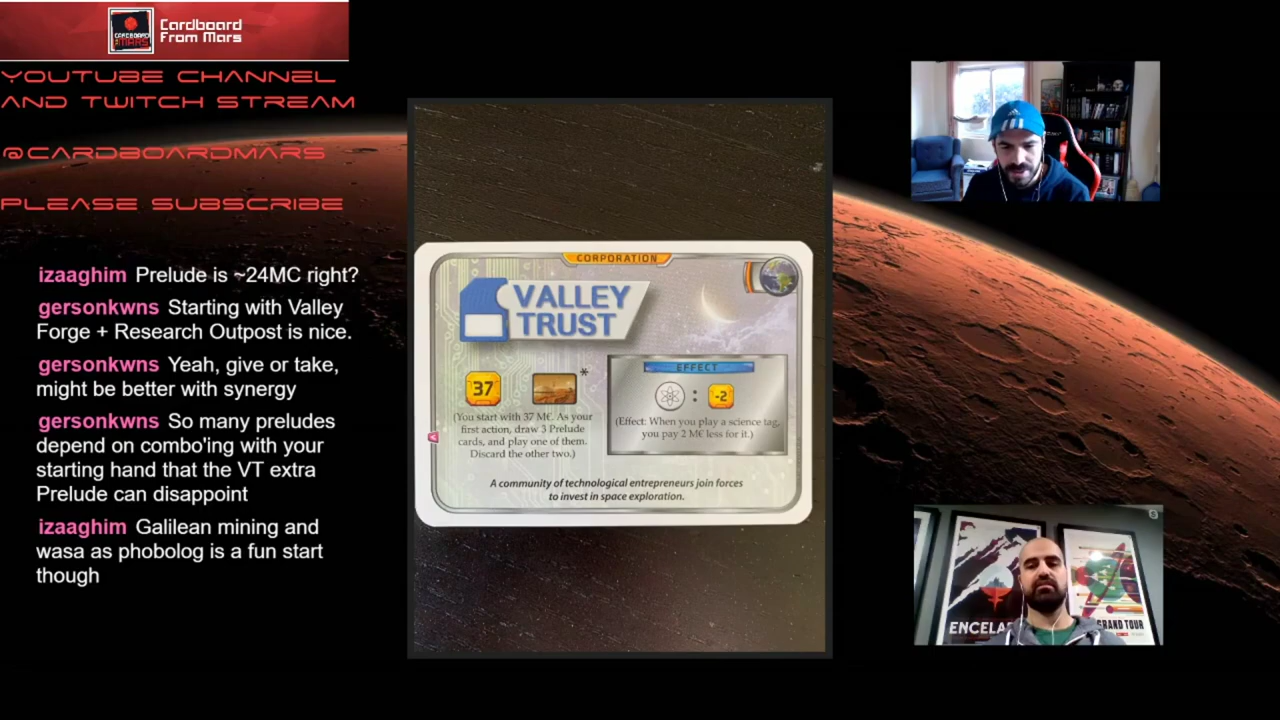 Cardboard
From Mars
CARDBOARD
MARS
YOUTUBE CHANNEL
AND TWITCH STREAM
@CARDBOARDMARS
PLEASE SUBSCRIBE
izaaghim Prelude is ~24MC right?
gersonkwns Starting with Valley
Forge + Research Outpost is nice.
gersonkwns Yeah, give or take,
might be better with synergy
gersonkwns So many preludes
depend on combo'ing with your
starting hand that the VT extra
Prelude can disappoint
izaaghim Galilean mining and
wasa as phobolog is a fun start
though
CORPORATION
VALLEY
TRUST
37
*
(You start with 37 M€. As your
first action, draw 3 Prelude
cards, and play one of them.
Discard the other two.)
EFFECT
: -2
(Effect: When you play a science tag,
you pay 2 M€ less for it.)
A community of technological entrepreneurs join forces
to invest in space exploration.
ENCELA
GRAND TOUR